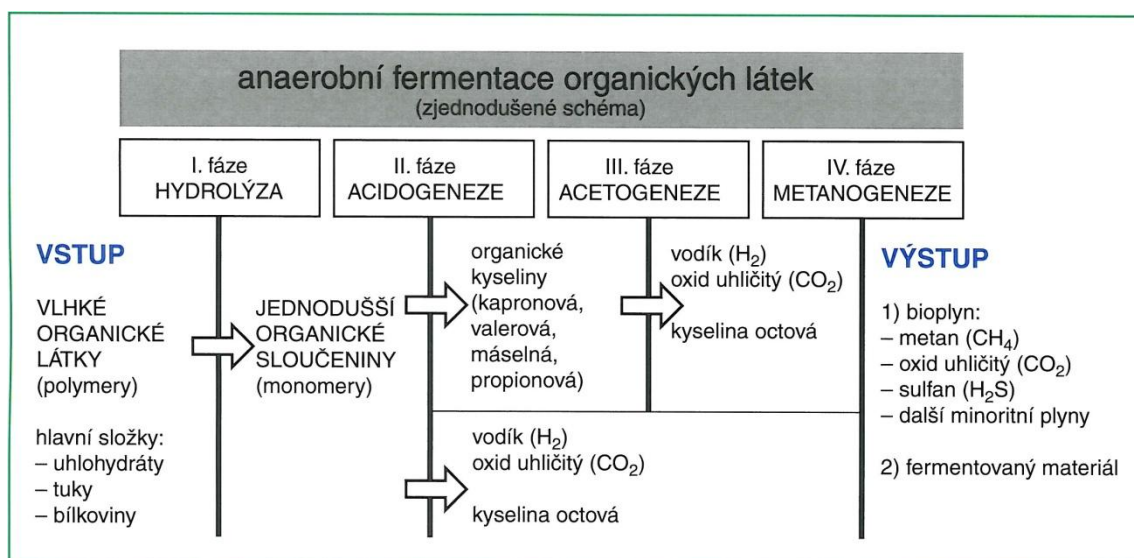 anaerobní fermentace organických látek
(zjednodušené schéma)
I. fáze
HYDROLÝZA
II. fáze
ACIDOGENEZE
III. fáze
ACETOGENEZE
IV. fáze
METANOGENEZE
VSTUP
VLHKÉ
ORGANICKÉ
LÁTKY
(polymery)
hlavní složky:
– uhlohydráty
– tuky
– bílkoviny
JEDNODUŠŠÍ
ORGANICKÉ
SLOUČENINY
(monomery)
organické
kyseliny
(kapronová,
valerová,
máselná,
propionová)
vodík (H₂)
oxid uhličitý (CO₂)
kyselina octová
vodík (H₂)
oxid uhličitý (CO₂)
kyselina octová
VÝSTUP
1) bioplyn:
– metan (CH₄)
– oxid uhličitý (CO₂)
– sulfan (H₂S)
– další minoritní plyny
2) fermentovaný materiál